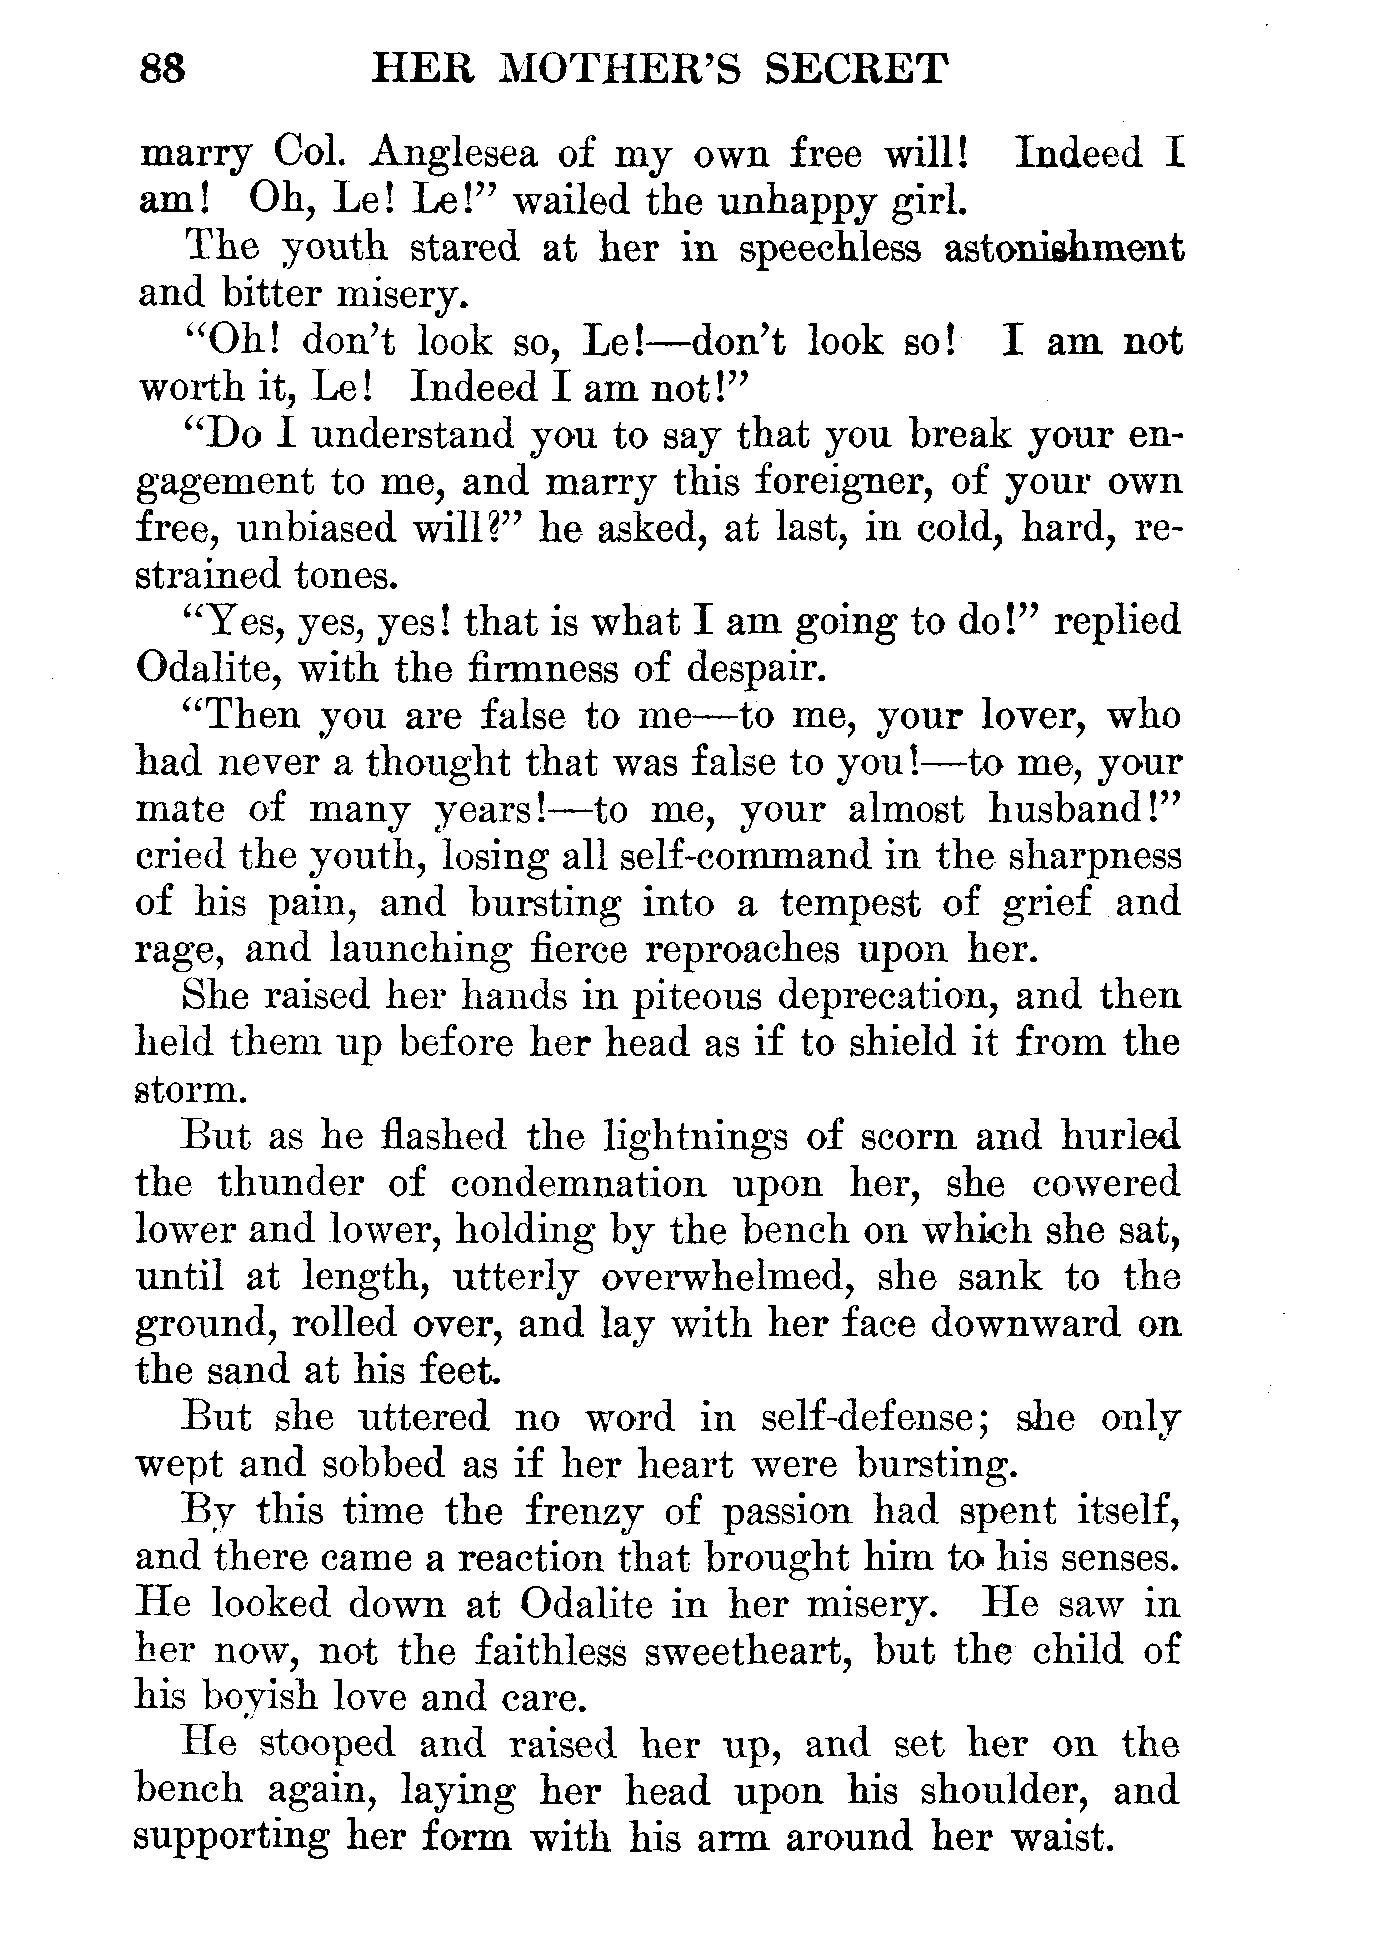 88 HER MOTHER'S SECRET
marry Col. Anglesea of my own free will! Indeed I
am! Oh, Le! Le!” wailed the unhappy girl.
The youth stared at her in speechless astonishment
and bitter misery.
“Oh! don't look so, Le!—don't look so! I am not
worth it, Le! Indeed I am not!”
“Do I understand you to say that you break your en-
gagement to me, and marry this foreigner, of your own
free, unbiased will?” he asked, at last, in cold, hard, re-
strained tones.
“Yes, yes, yes! that is what I am going to do!” replied
Odalite, with the firmness of despair.
“Then you are false to me—to me, your lover, who
had never a thought that was false to you!—to me, your
mate of many years!—to me, your almost husband!”
cried the youth, losing all self-command in the sharpness
of his pain, and bursting into a tempest of grief and
rage, and launching fierce reproaches upon her.
She raised her hands in piteous deprecation, and then
held them up before her head as if to shield it from the
storm.
But as he flashed the lightnings of scorn and hurled
the thunder of condemnation upon her, she cowered
lower and lower, holding by the bench on which she sat,
until at length, utterly overwhelmed, she sank to the
ground, rolled over, and lay with her face downward on
the sand at his feet.
But she uttered no word in self-defense; she only
wept and sobbed as if her heart were bursting.
By this time the frenzy of passion had spent itself,
and there came a reaction that brought him to his senses.
He looked down at Odalite in her misery. He saw in
her now, not the faithless sweetheart, but the child of
his boyish love and care.
He stooped and raised her up, and set her on the
bench again, laying her head upon his shoulder, and
supporting her form with his arm around her waist.